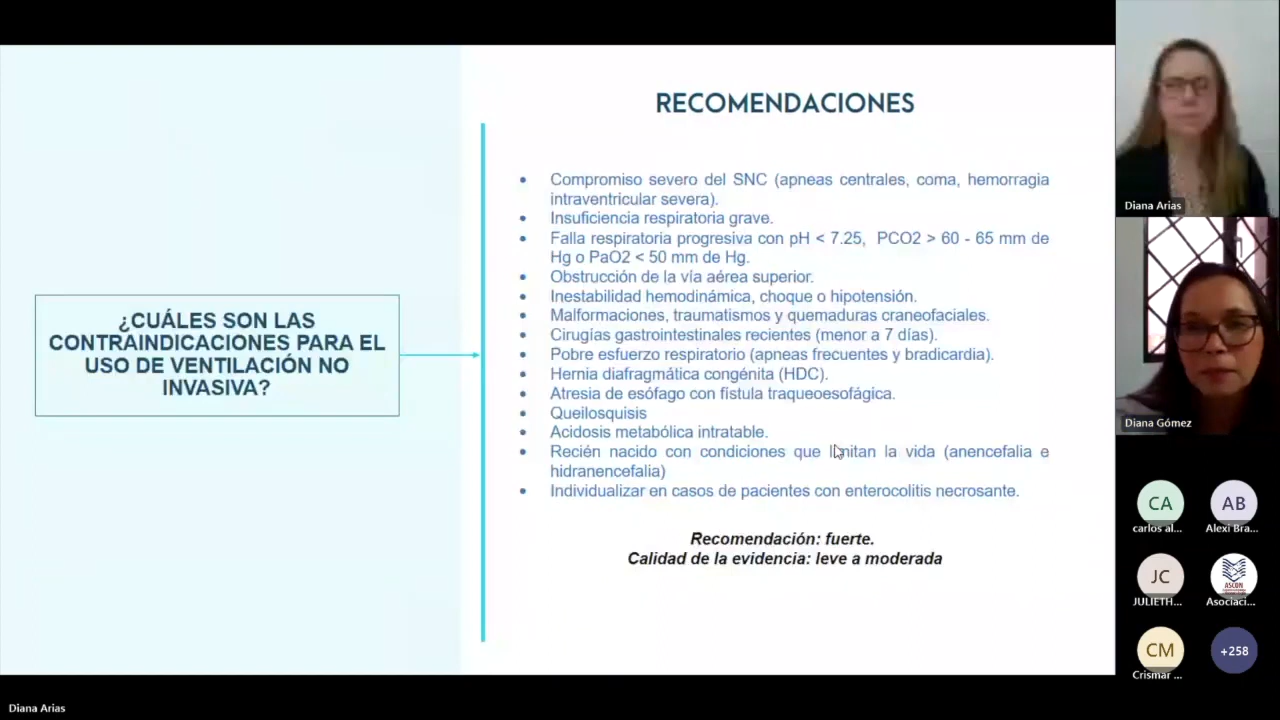 RECOMENDACIONES
¿CUÁLES SON LAS
CONTRAINDICACIONES PARA EL
USO DE VENTILACIÓN NO
INVASIVA?
• Compromiso severo del SNC (apneas centrales, coma, hemorragia
intraventricular severa).
• Insuficiencia respiratoria grave.
• Falla respiratoria progresiva con pH < 7.25, PCO2 > 60 - 65 mm de
Hg o PaO2 < 50 mm de Hg.
• Obstrucción de la vía aérea superior.
• Inestabilidad hemodinámica, choque o hipotensión.
• Malformaciones, traumatismos y quemaduras craneofaciales.
• Cirugías gastrointestinales recientes (menor a 7 días).
• Pobre esfuerzo respiratorio (apneas frecuentes y bradicardia).
• Hernia diafragmática congénita (HDC).
• Atresia de esófago con fístula traqueoesofágica.
• Queilosquisis
• Acidosis metabólica intratable.
• Recién nacido con condiciones que limitan la vida (anencefalia e
hidranencefalia)
• Individualizar en casos de pacientes con enterocolitis necrosante.
Recomendación: fuerte.
Calidad de la evidencia: leve a moderada
Diana Arias
Diana Gómez
CA
AB
carlos al...
Alexi Bra...
JC
ASCON
JULIETH...
Asociaci...
CM
+258
Crismar ...
Diana Arias